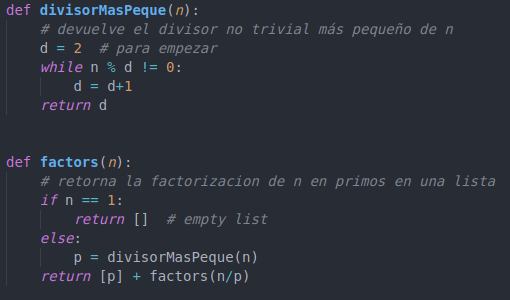 def divisorMasPeque(n):
    # devuelve el divisor no trivial más pequeño de n
    d = 2  # para empezar
    while n % d != 0:
        d = d+1
    return d
def factors(n):
    # retorna la factorizacion de n en primos en una lista
    if n == 1:
        return []  # empty list
    else:
        p = divisorMasPeque(n)
    return [p] + factors(n/p)